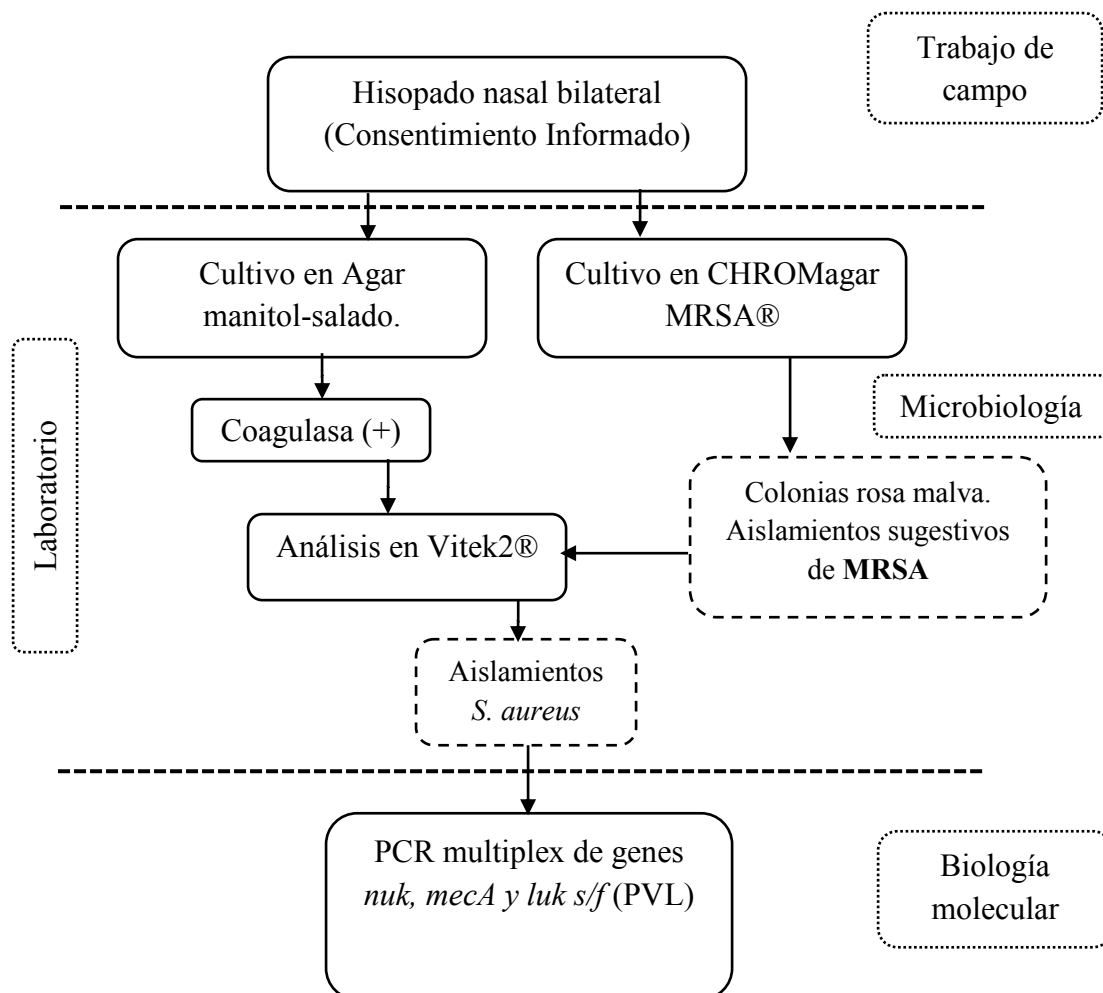 Trabajo de
campo
Hisopado nasal bilateral
(Consentimiento Informado)
Cultivo en Agar
manitol-salado.
Cultivo en CHROMagar
MRSA®
Laboratorio
Microbiología
Coagulasa (+)
Colonias rosa malva.
Aislamientos sugestivos
de MRSA
Análisis en Vitek2®
Aislamientos
S. aureus
PCR multiplex de genes
nuk, mecA y luk s/f (PVL)
Biología
molecular